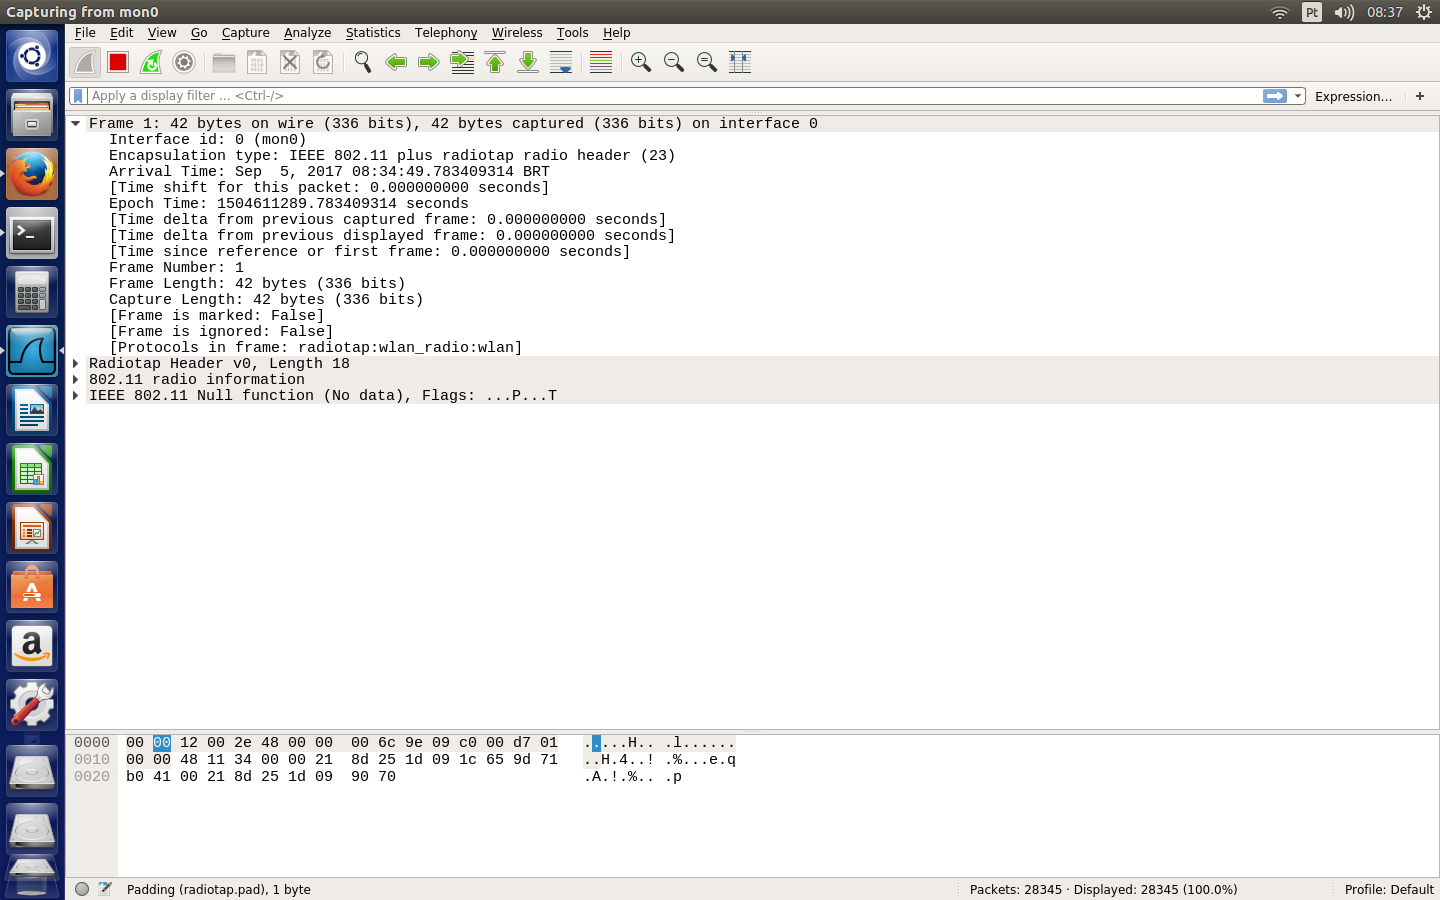 Capturing from mon0
Pt
08:37
File Edit View Go Capture Analyze Statistics Telephony Wireless Tools Help
Apply a display filter ... <Ctrl-/>
Expression... +
Frame 1: 42 bytes on wire (336 bits), 42 bytes captured (336 bits) on interface 0
Interface id: 0 (mon0)
Encapsulation type: IEEE 802.11 plus radiotap radio header (23)
Arrival Time: Sep  5, 2017 08:34:49.783409314 BRT
[Time shift for this packet: 0.000000000 seconds]
Epoch Time: 1504611289.783409314 seconds
[Time delta from previous captured frame: 0.000000000 seconds]
[Time delta from previous displayed frame: 0.000000000 seconds]
[Time since reference or first frame: 0.000000000 seconds]
Frame Number: 1
Frame Length: 42 bytes (336 bits)
Capture Length: 42 bytes (336 bits)
[Frame is marked: False]
[Frame is ignored: False]
[Protocols in frame: radiotap:wlan_radio:wlan]
Radiotap Header v0, Length 18
802.11 radio information
IEEE 802.11 Null function (No data), Flags: ...P...T
0000 00 00 12 00 2e 48 00 00  00 6c 9e 09 c0 00 d7 01 .....H.. .l......
0010 00 00 48 11 34 00 00 21  8d 25 1d 09 1c 65 9d 71 ..H.4..! .%...e.q
0020 b0 41 00 21 8d 25 1d 09  90 70 .A.!.%.. .p
Padding (radiotap.pad), 1 byte
Packets: 28345 · Displayed: 28345 (100.0%)
Profile: Default